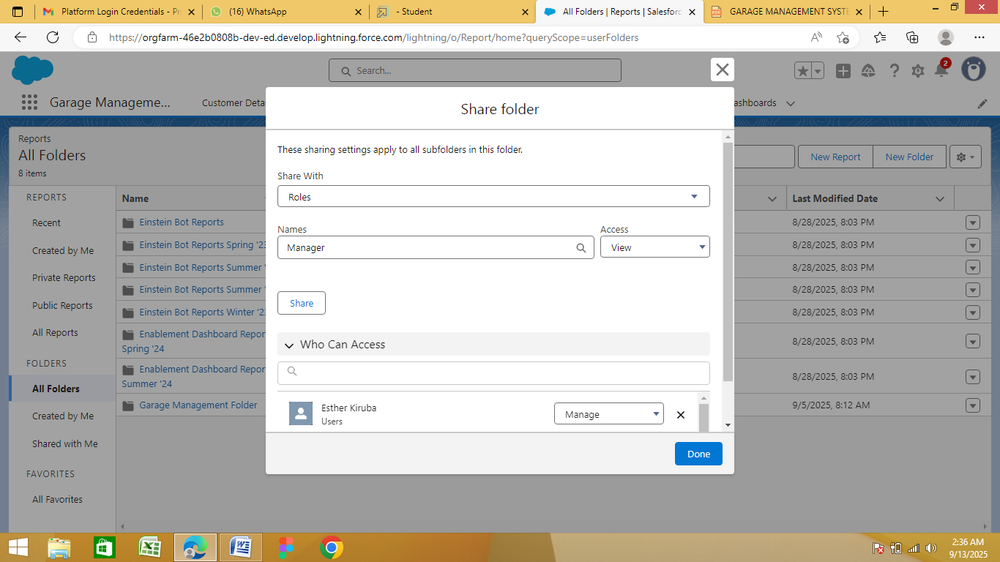 Platform Login Credentials - Pr
(16) WhatsApp
- Student
All Folders | Reports | Salesforc
GARAGE MANAGEMENT SYSTE
https://orgfarm-46e2b0808b-dev-ed.develop.lightning.force.com/lightning/o/Report/home?queryScope=userFolders
Search...
2
Garage Manageme...
Customer Detai
ashboards
Share folder
These sharing settings apply to all subfolders in this folder.
Share With
Roles
Names
Access
Manager
View
Share
Who Can Access
Esther Kiruba
Users
Manage
Done
Reports
All Folders
8 items
New Report
New Folder
REPORTS
Recent
Created by Me
Private Reports
Public Reports
All Reports
FOLDERS
All Folders
Created by Me
Shared with Me
FAVORITES
All Favorites
Name
Last Modified Date
Einstein Bot Reports
8/28/2025, 8:03 PM
Einstein Bot Reports Spring '23
8/28/2025, 8:03 PM
Einstein Bot Reports Summer '
8/28/2025, 8:03 PM
Einstein Bot Reports Summer '
8/28/2025, 8:03 PM
Einstein Bot Reports Winter '23
8/28/2025, 8:03 PM
Enablement Dashboard Repor
Spring '24
8/28/2025, 8:03 PM
Enablement Dashboard Repor
Summer '24
8/28/2025, 8:03 PM
Garage Management Folder
9/5/2025, 8:12 AM
2:36 AM
9/13/2025